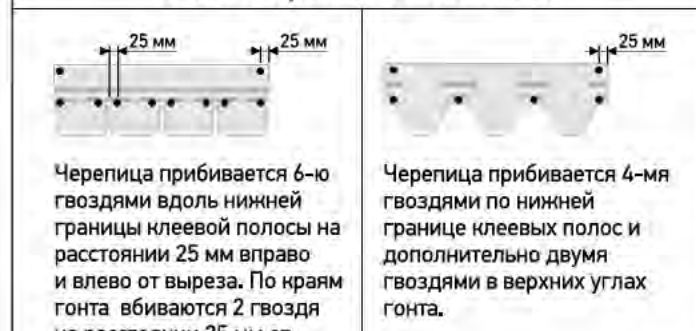 25 мм
25 мм
25 мм
Черепица прибивается 6-ю
гвоздями вдоль нижней
границы клеевой полосы на
расстоянии 25 мм вправо
и влево от выреза. По краям
гонта вбиваются 2 гвоздя
Черепица прибивается 4-мя
гвоздями по нижней
границе клеевых полос и
дополнительно двумя
гвоздями в верхних углах
гонта.